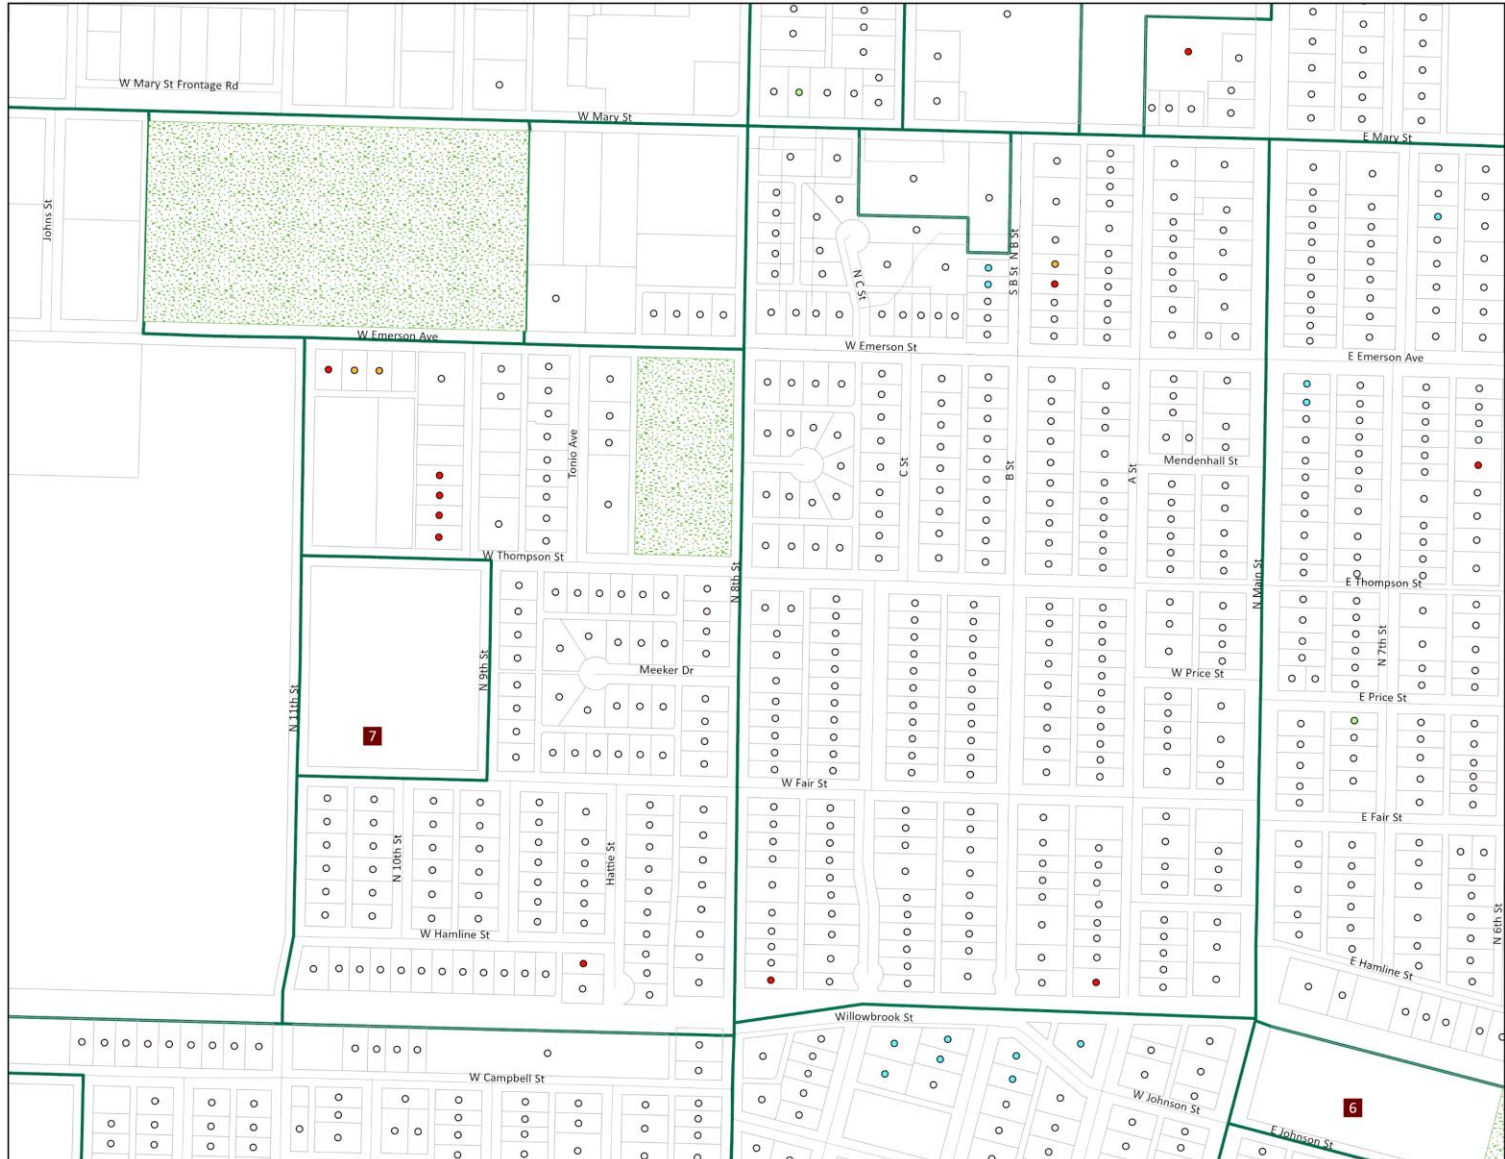 W Mary St Frontage Rd
W Mary St
E Mary St
Johns St
N B St
S B St
N C St
W Emerson Ave
W Emerson St
E Emerson Ave
Tonio Ave
C St
B St
A St
Mendenhall St
W Thompson St
N 8th St
N Main St
E Thompson St
N 9th St
Meeker Dr
N 7th St
W Price St
E Price St
N 11th St
7
W Fair St
E Fair St
N 10th St
Hattie St
W Hamline St
N 6th St
E Hamline St
Willowbrook St
W Campbell St
W Johnson St
6
E Johnson St